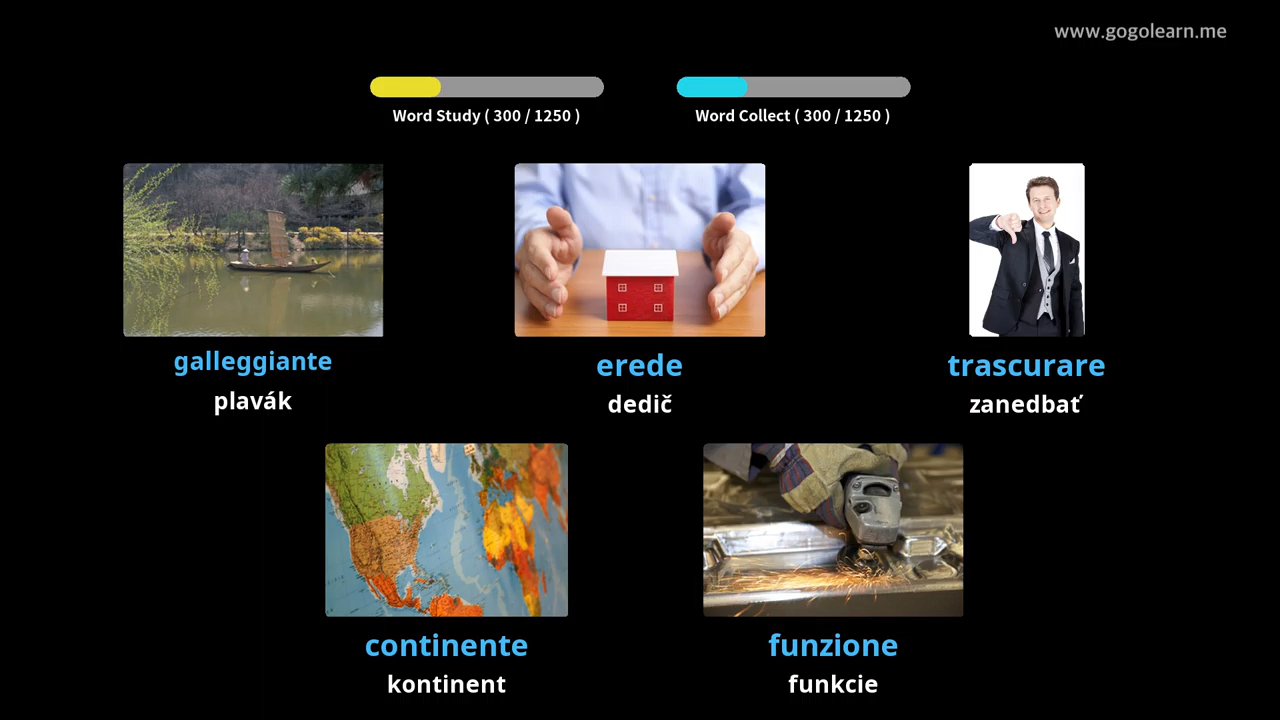 www.gogolearn.me
Word Study ( 300 / 1250 )
Word Collect ( 300 / 1250 )
galleggiante
plavák
erede
dedič
trascurare
zanedbať
continente
kontinent
funzione
funkcie